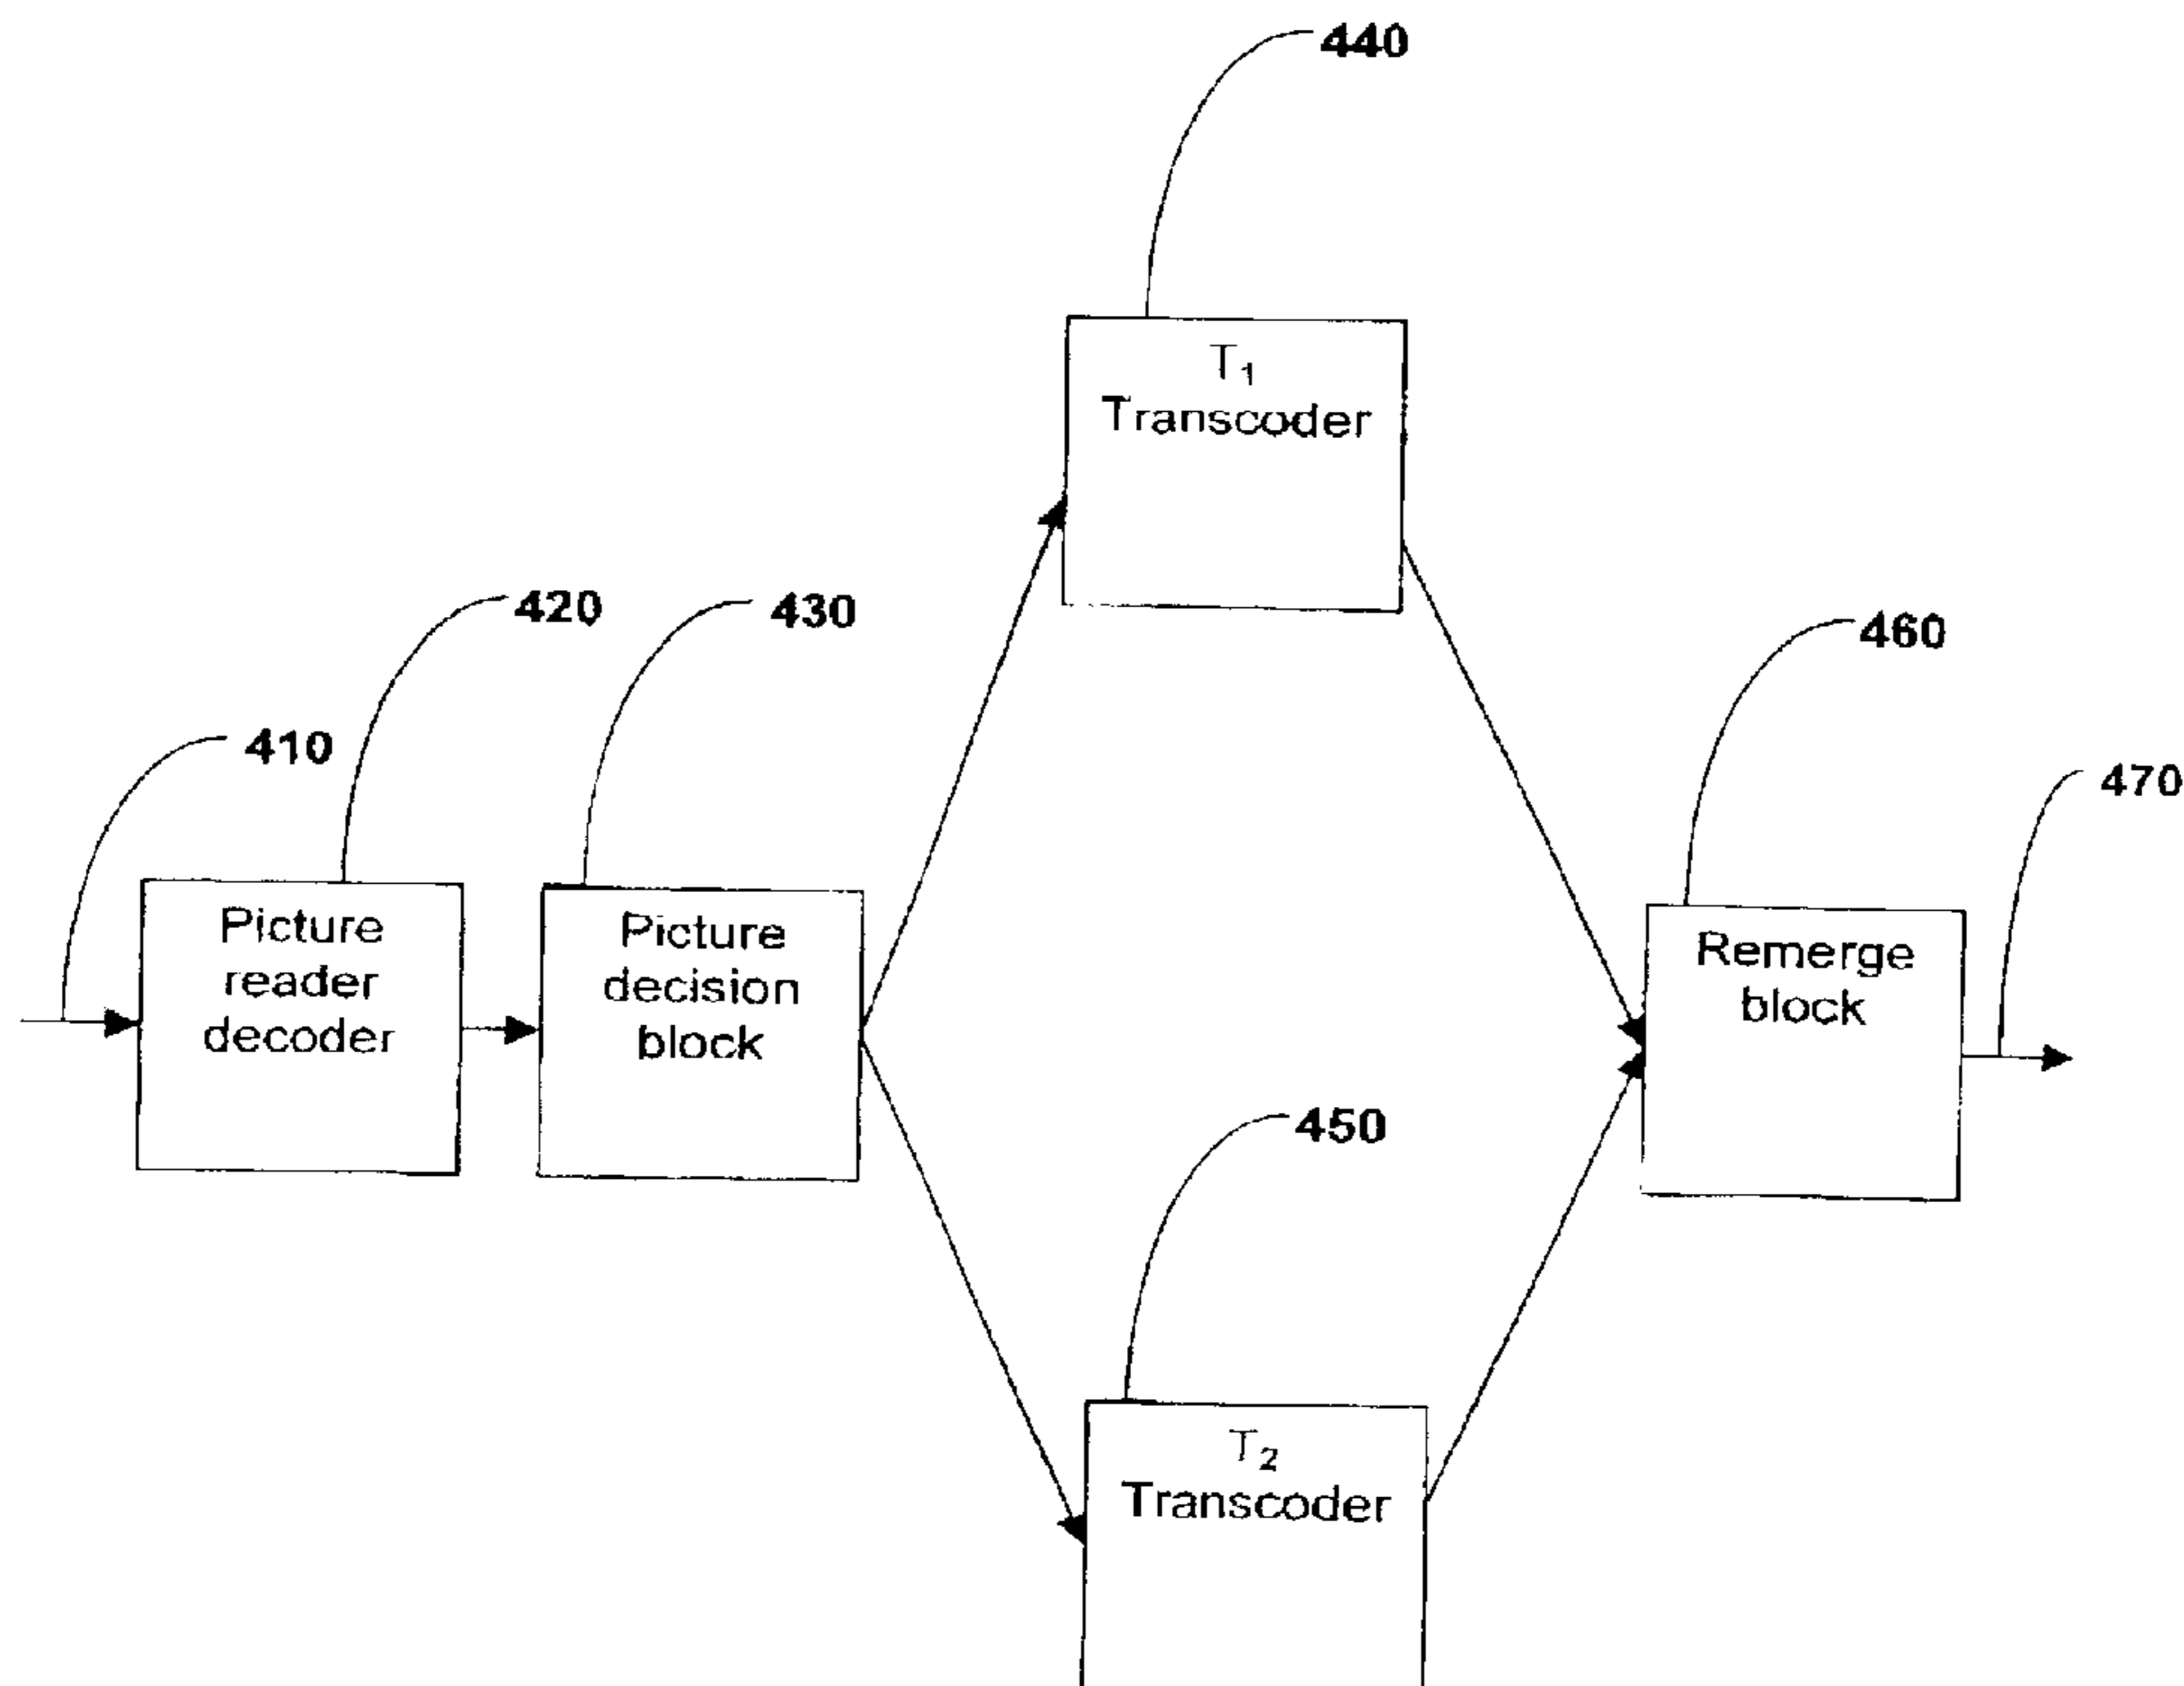 440
T₁
Transcoder
420
430
460
410
470
Picture
reader
decoder
Picture
decision
block
Remerge
block
450
T₂
Transcoder